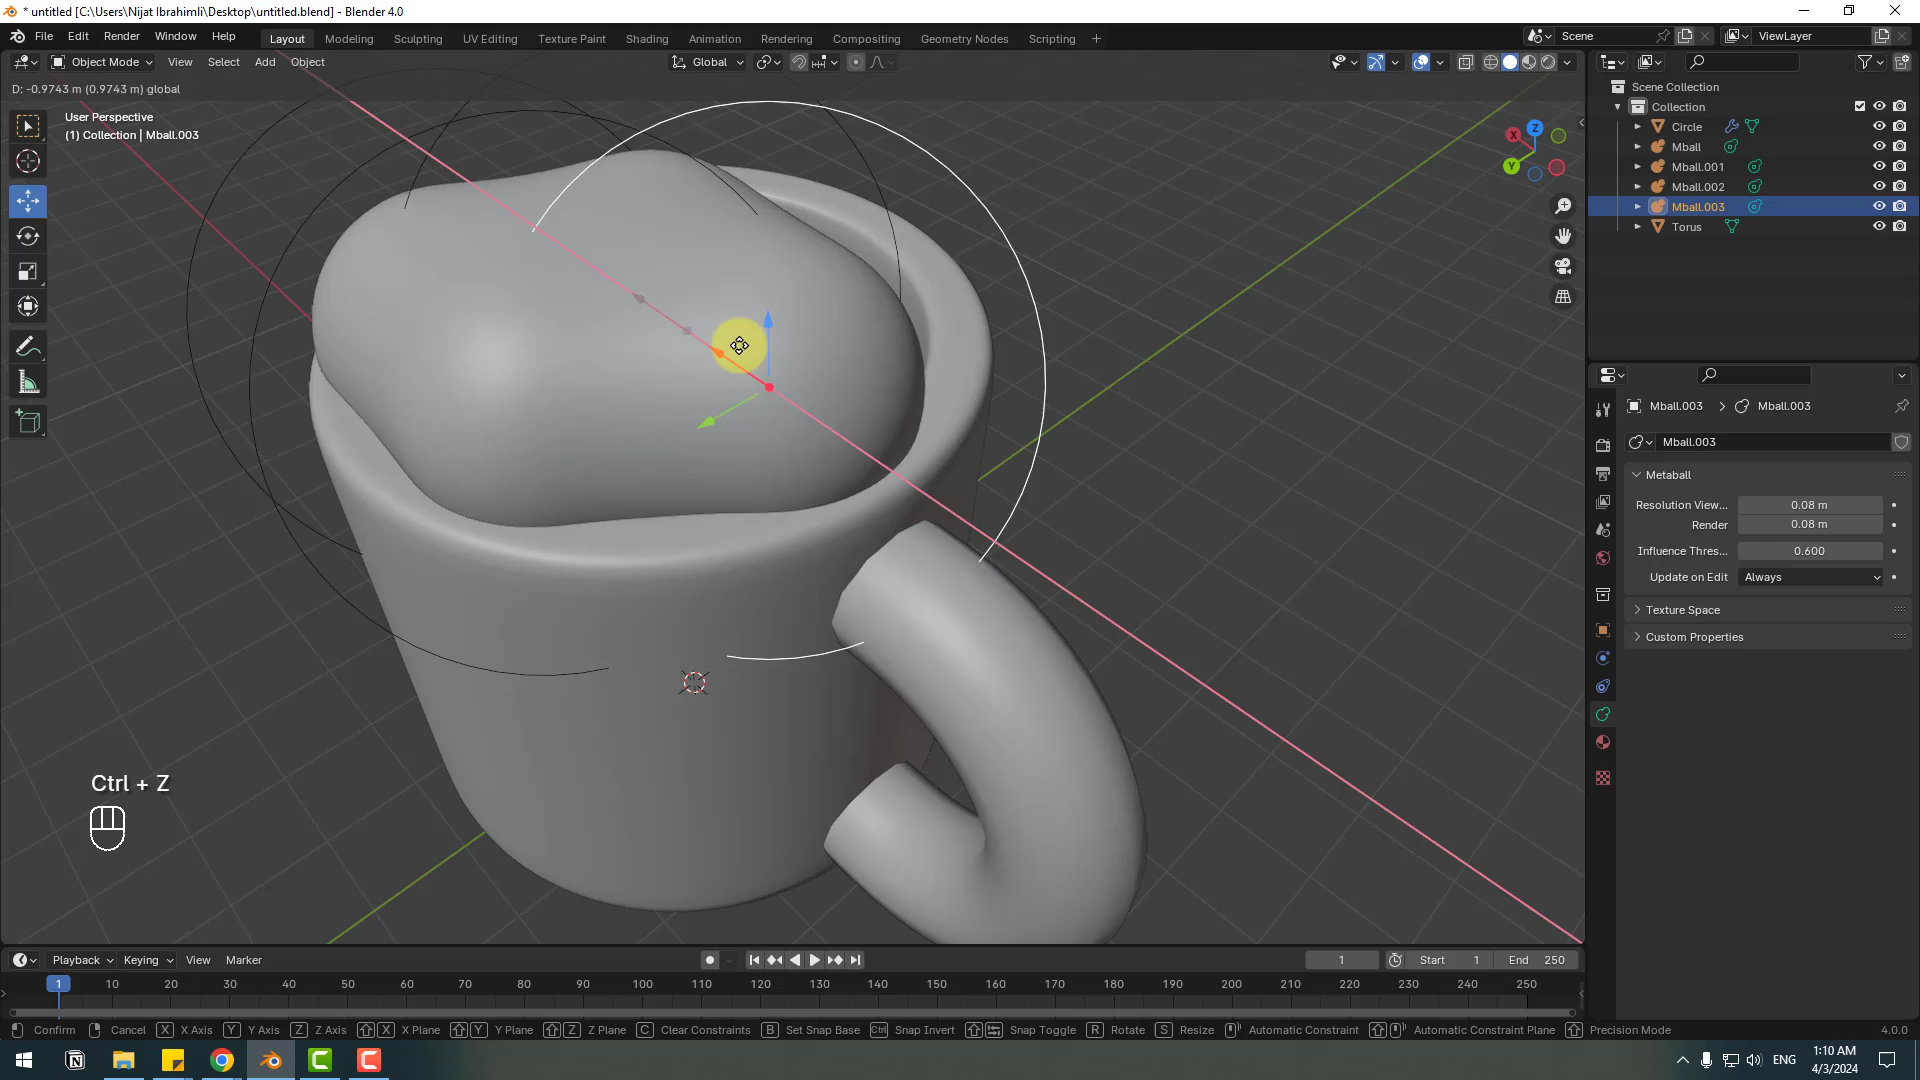 * untitled [C:\Users\Nijat Ibrahimli\Desktop\untitled.blend] - Blender 4.0
File Edit Render Window Help Layout Modeling Sculpting UV Editing Texture Paint Shading Animation Rendering Compositing Geometry Nodes Scripting + Scene ViewLayer
Object Mode View Select Add Object Global
D: -0.9743 m (0.9743 m) global
User Perspective
(1) Collection | Mball.003
X Y Z
Scene Collection
Collection
Circle
Mball
Mball.001
Mball.002
Mball.003
Torus
Mball.003 > Mball.003
Mball.003
Metaball
Resolution View... 0.08 m
Render 0.08 m
Influence Thres... 0.600
Update on Edit Always
Texture Space
Custom Properties
Ctrl + Z
Playback Keying View Marker 1 Start 1 End 250
1 10 20 30 40 50 60 70 80 90 100 110 120 130 140 150 160 170 180 190 200 210 220 230 240 250
Confirm Cancel X X Axis Y Y Axis Z Z Axis X X Plane Y Y Plane Z Z Plane C Clear Constraints B Set Snap Base Ctrl Snap Invert Snap Toggle R Rotate S Resize Automatic Constraint Automatic Constraint Plane Precision Mode 4.0.0
ENG 1:10 AM
4/3/2024